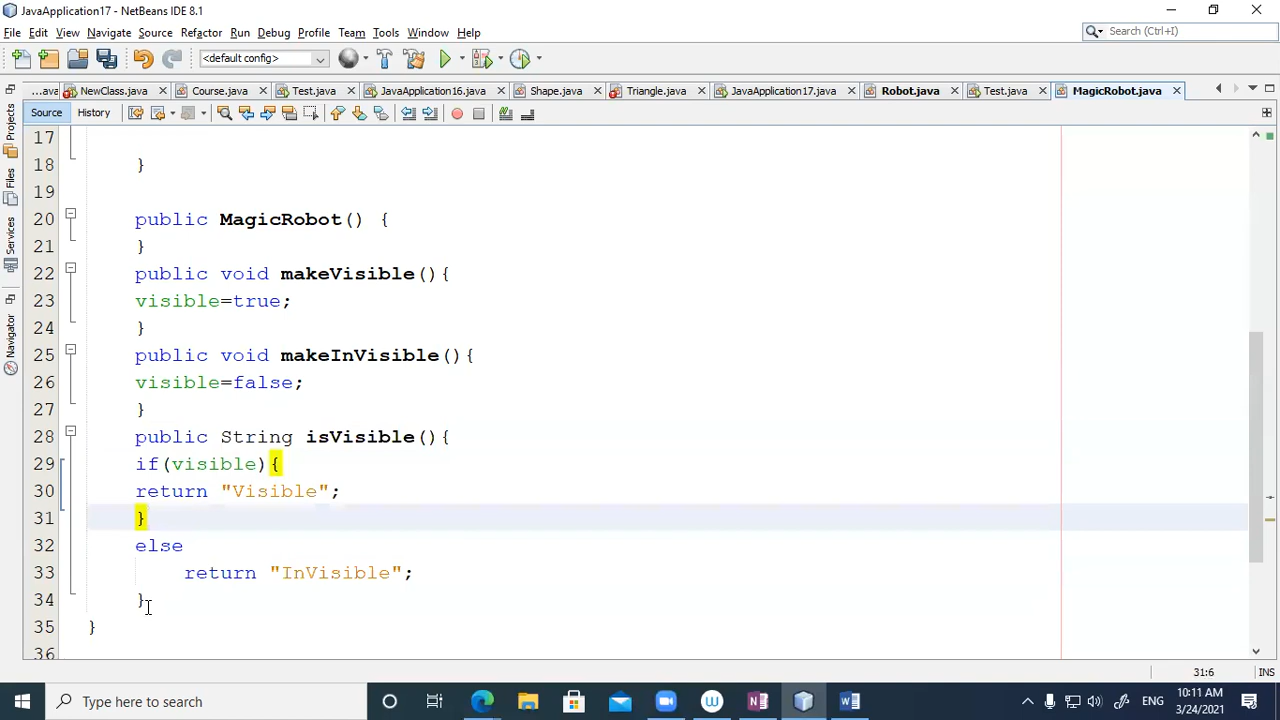 JavaApplication17 - NetBeans IDE 8.1
File Edit View Navigate Source Refactor Run Debug Profile Team Tools Window Help
Search (Ctrl+I)
<default config>
...ava NewClass.java Course.java Test.java JavaApplication16.java Shape.java Triangle.java JavaApplication17.java Robot.java Test.java MagicRobot.java
Source History
Projects
Files
Services
Navigator
17
18 }
19
20 public MagicRobot() {
21 }
22 public void makeVisible(){
23 visible=true;
24 }
25 public void makeInVisible(){
26 visible=false;
27 }
28 public String isVisible(){
29 if(visible){
30 return "Visible";
31 }
32 else
33 return "InVisible";
34 }
35 }
36
31:6 INS
Type here to search
ENG
10:11 AM
3/24/2021